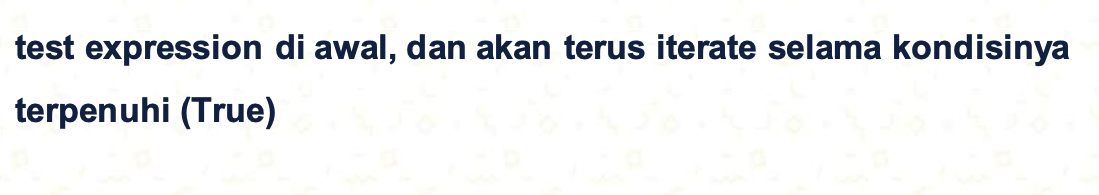 test expression di awal, dan akan terus iterate selama kondisinya
terpenuhi (True)